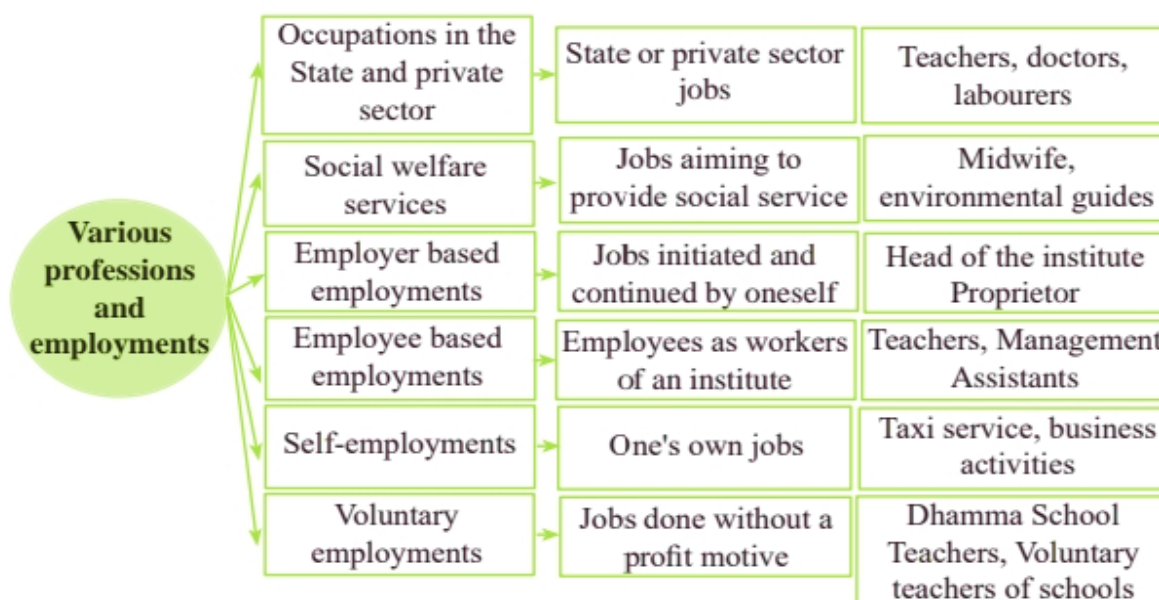 Various
professions
and
employments
Occupations in the
State and private
sector
State or private sector
jobs
Teachers, doctors,
labourers
Social welfare
services
Jobs aiming to
provide social service
Midwife,
environmental guides
Employer based
employments
Jobs initiated and
continued by oneself
Head of the institute
Proprietor
Employee based
employments
Employees as workers
of an institute
Teachers, Management
Assistants
Self-employments
One's own jobs
Taxi service, business
activities
Voluntary
employments
Jobs done without a
profit motive
Dhamma School
Teachers, Voluntary
teachers of schools